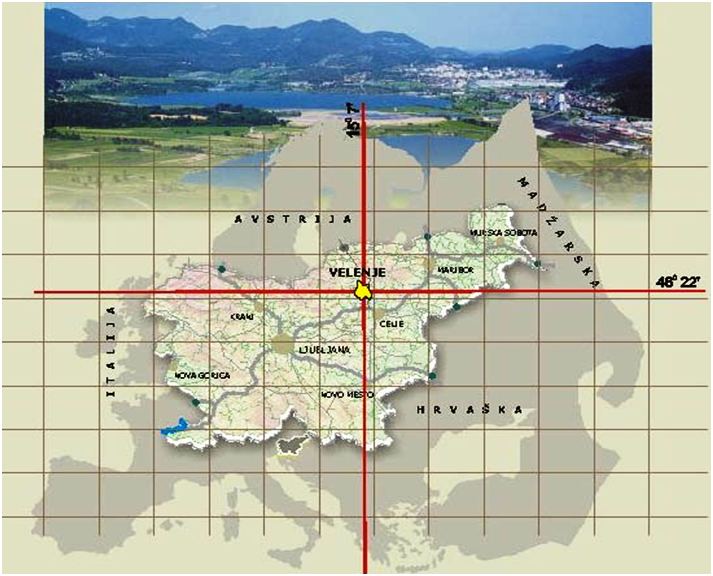 15° 7'
MADŽARSKA
AVSTRIJA
MURSKA SOBOTA
VELENJE
MARIBOR
46° 22'
ITALIJA
KRANJ
CELJE
LJUBLJANA
NOVA GORICA
NOVO MESTO
HRVAŠKA